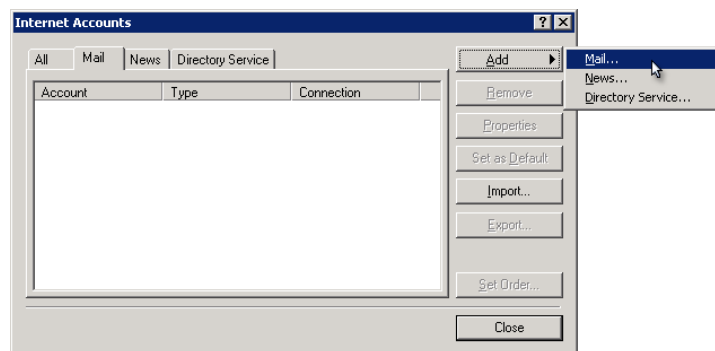 Internet Accounts
All Mail News Directory Service
Account Type Connection
Add
Remove
Properties
Set as Default
Import...
Export...
Set Order...
Close
Mail...
News...
Directory Service...